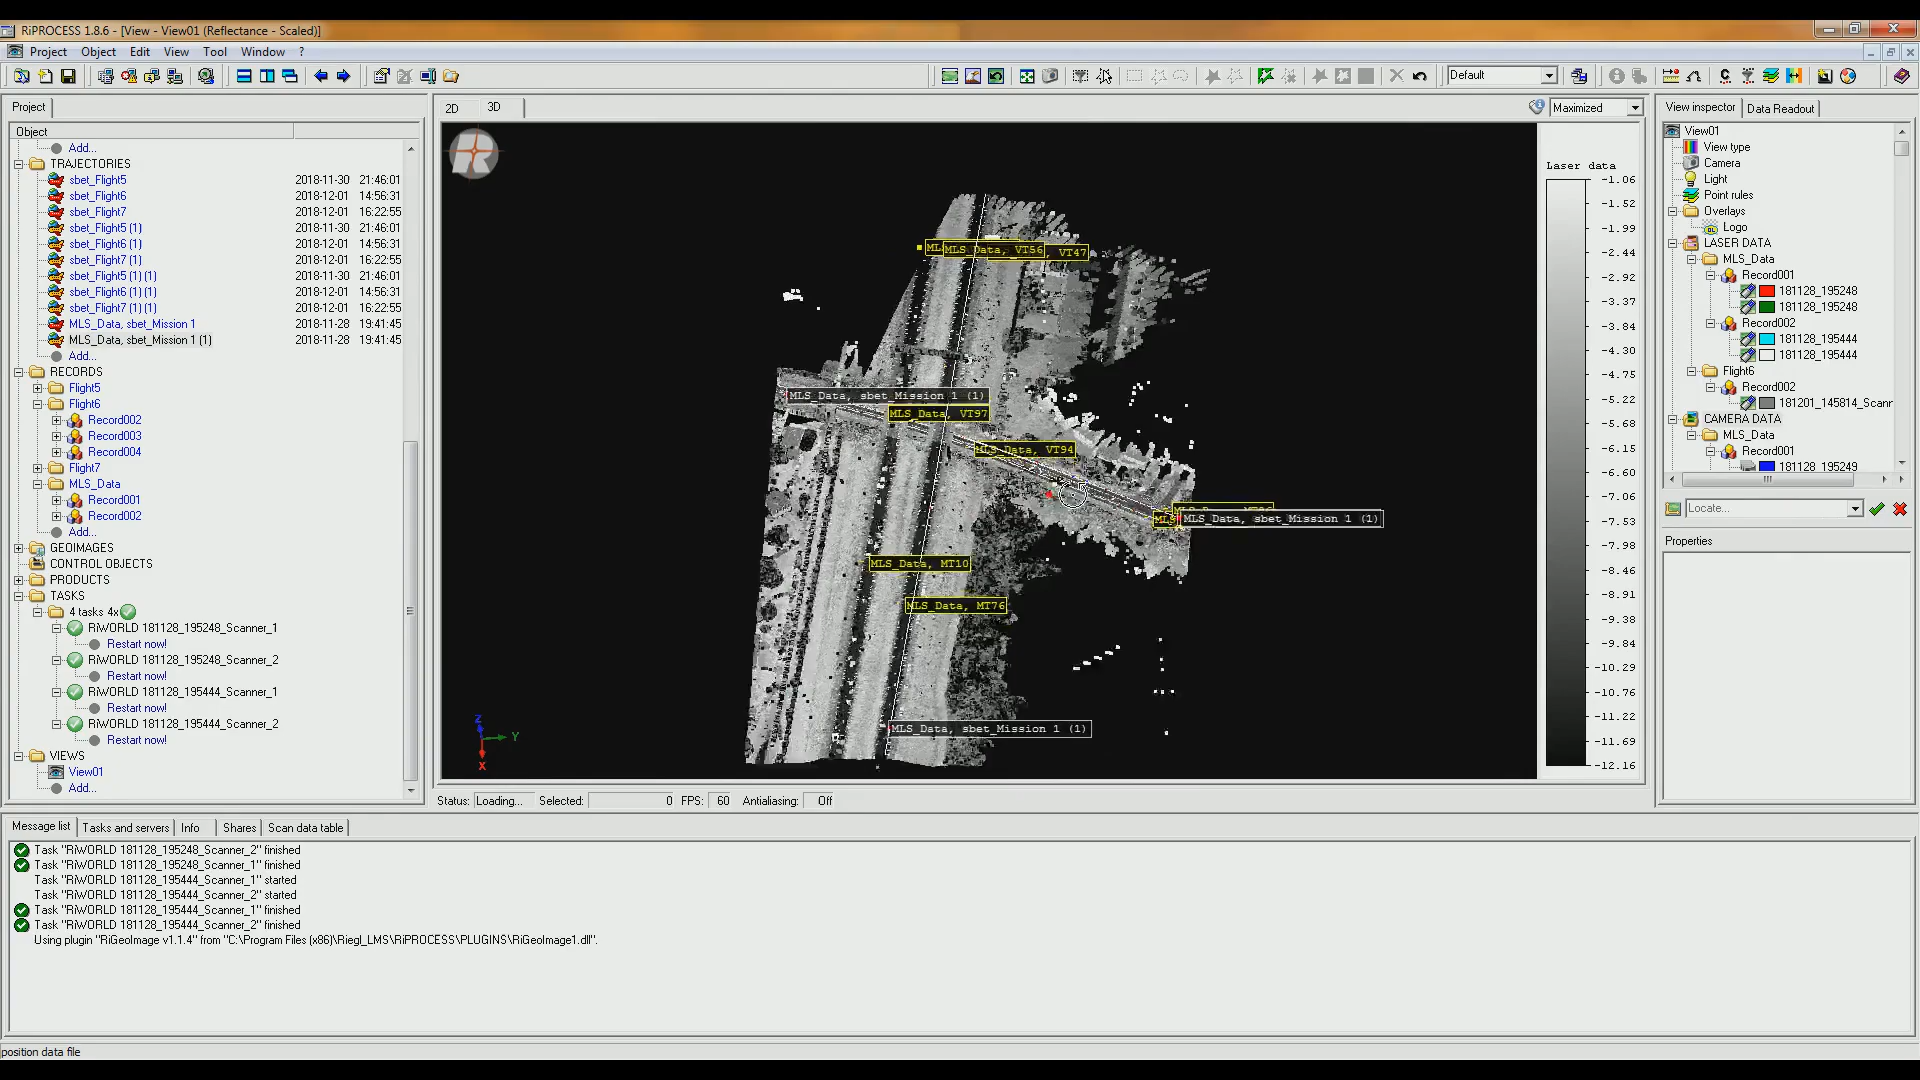 RiPROCESS 1.8.6 - [View - View01 (Reflectance - Scaled)]
Project Object Edit View Tool Window ?
Default
Project
Object
Add...
TRAJECTORIES
sbet_Flight5 2018-11-30 21:46:01
sbet_Flight6 2018-12-01 14:56:31
sbet_Flight7 2018-12-01 16:22:55
sbet_Flight5 (1) 2018-11-30 21:46:01
sbet_Flight6 (1) 2018-12-01 14:56:31
sbet_Flight7 (1) 2018-12-01 16:22:55
sbet_Flight5 (1) (1) 2018-11-30 21:46:01
sbet_Flight6 (1) (1) 2018-12-01 14:56:31
sbet_Flight7 (1) (1) 2018-12-01 16:22:55
MLS_Data, sbet_Mission 1 2018-11-28 19:41:45
MLS_Data, sbet_Mission 1 (1) 2018-11-28 19:41:45
Add...
RECORDS
Flight5
Flight6
Record002
Record003
Record004
Flight7
MLS_Data
Record001
Record002
Add...
GEOIMAGES
CONTROL OBJECTS
PRODUCTS
TASKS
4 tasks 4x
RiWORLD 181128_195248_Scanner_1
Restart now!
RiWORLD 181128_195248_Scanner_2
Restart now!
RiWORLD 181128_195444_Scanner_1
Restart now!
RiWORLD 181128_195444_Scanner_2
Restart now!
VIEWS
View01
Add...
2D 3D
Maximized
R
MLS_Data, VT56
, VT47
MLS_Data, sbet_Mission 1 (1)
MLS_Data, VT97
MLS_Data, VT94
MLS
MLS_Data, sbet_Mission 1 (1)
MLS_Data, MT10
MLS_Data, MT76
MLS_Data, sbet_Mission 1 (1)
Z
Y
X
Laser data
-1.06
-1.52
-1.99
-2.44
-2.92
-3.37
-3.84
-4.30
-4.75
-5.22
-5.68
-6.15
-6.60
-7.06
-7.53
-7.98
-8.46
-8.91
-9.38
-9.84
-10.29
-10.76
-11.22
-11.69
-12.16
Status: Loading... Selected: 0 FPS: 60 Antialiasing: Off
View inspector Data Readout
View01
View type
Camera
Light
Point rules
Overlays
Logo
LASER DATA
MLS_Data
Record001
181128_195248
181128_195248
Record002
181128_195444
181128_195444
Flight6
Record002
181201_145814_Scanr
CAMERA DATA
MLS_Data
Record001
181128_195249
Locate...
Properties
Message list Tasks and servers Info Shares Scan data table
Task "RiWORLD 181128_195248_Scanner_2" finished
Task "RiWORLD 181128_195248_Scanner_1" finished
Task "RiWORLD 181128_195444_Scanner_1" started
Task "RiWORLD 181128_195444_Scanner_2" started
Task "RiWORLD 181128_195444_Scanner_1" finished
Task "RiWORLD 181128_195444_Scanner_2" finished
Using plugin "RiGeoImage v1.1.4" from "C:\Program Files (x86)\Riegl_LMS\RiPROCESS\PLUGINS\RiGeoImage1.dll".
position data file